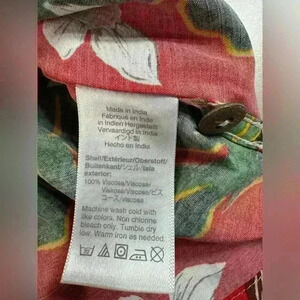 Made in India
Fabriqué en Inde
In Indien Hergestellt
Vervaardigd in India
インド製
Hecho en India
Shell/Extérieur/Oberstoff/
Buitenkant/シェル/tela
exterior:
100% Viscose/Viscose/
Viskose/Viscose/ビス
コース/viscosa
Machine wash cold with
like colors. Non chlorine
bleach only. Tumble dry
low. Warm iron as needed.